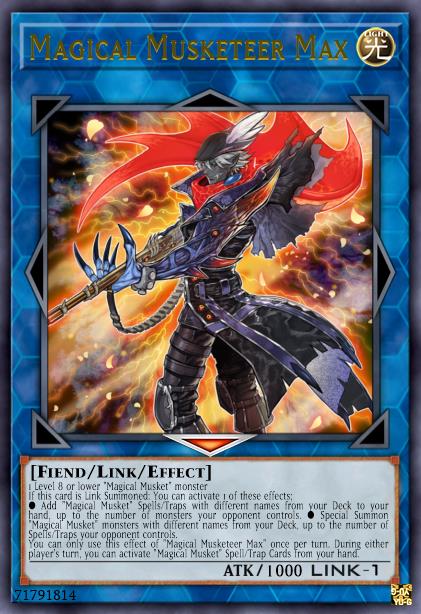 Magical Musketeer Max
LIGHT
光
[Fiend/Link/Effect]
1 Level 8 or lower "Magical Musket" monster
If this card is Link Summoned: You can activate 1 of these effects;
● Add "Magical Musket" Spells/Traps with different names from your Deck to your
hand, up to the number of monsters your opponent controls. ● Special Summon
"Magical Musket" monsters with different names from your Deck, up to the number of
Spells/Traps your opponent controls.
You can only use this effect of "Magical Musketeer Max" once per turn. During either
player's turn, you can activate "Magical Musket" Spell/Trap Cards from your hand.
ATK/1000 LINK-1
71791814